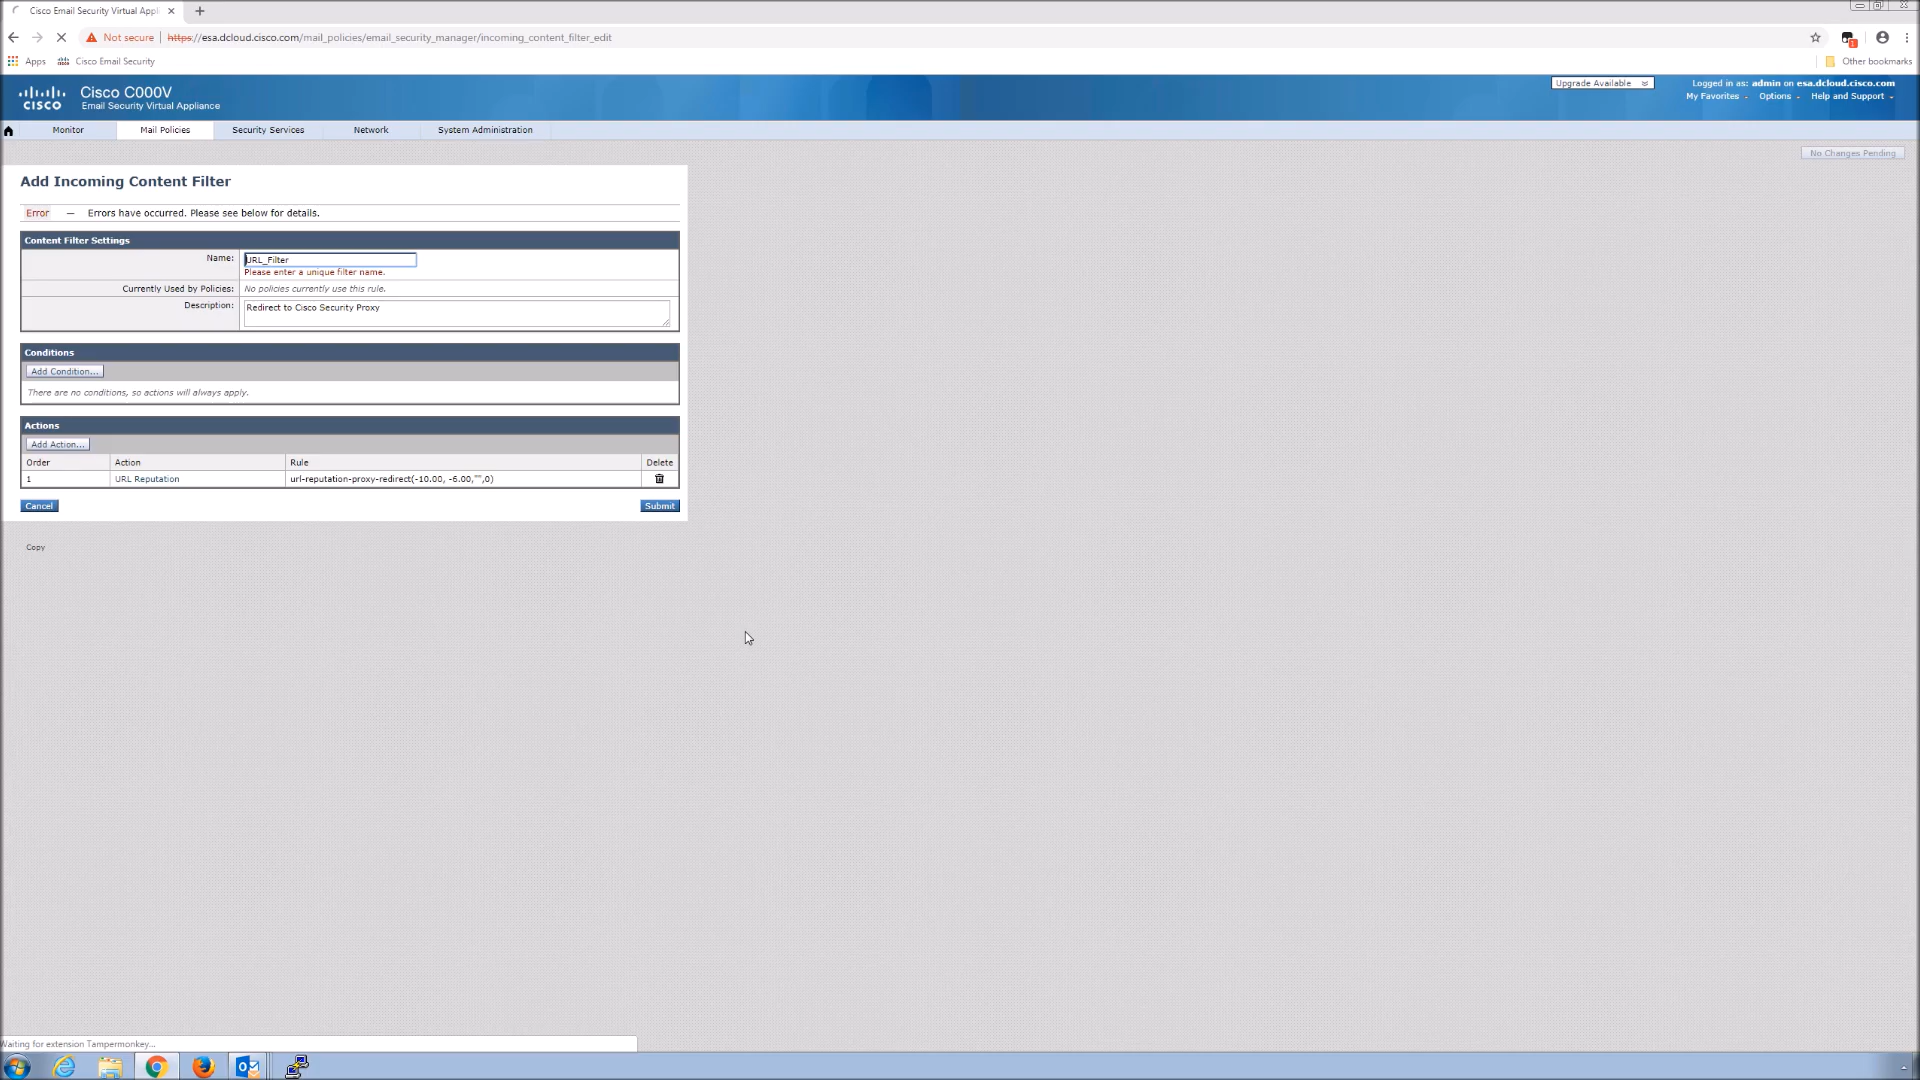 Cisco Email Security Virtual Appl
Not secure | https://esa.dcloud.cisco.com/mail_policies/email_security_manager/incoming_content_filter_edit
1
Apps Cisco Email Security Other bookmarks
cisco
Cisco C000V
Email Security Virtual Appliance
Upgrade Available
Logged in as: admin on esa.dcloud.cisco.com
My Favorites Options Help and Support
Monitor Mail Policies Security Services Network System Administration
No Changes Pending
Add Incoming Content Filter
Error — Errors have occurred. Please see below for details.
Content Filter Settings
Name: URL_Filter
Please enter a unique filter name.
Currently Used by Policies: No policies currently use this rule.
Description: Redirect to Cisco Security Proxy
Conditions
Add Condition...
There are no conditions, so actions will always apply.
Actions
Add Action...
Order Action Rule Delete
1 URL Reputation url-reputation-proxy-redirect(-10.00, -6.00,"",0)
Cancel Submit
Copy
Waiting for extension Tampermonkey...